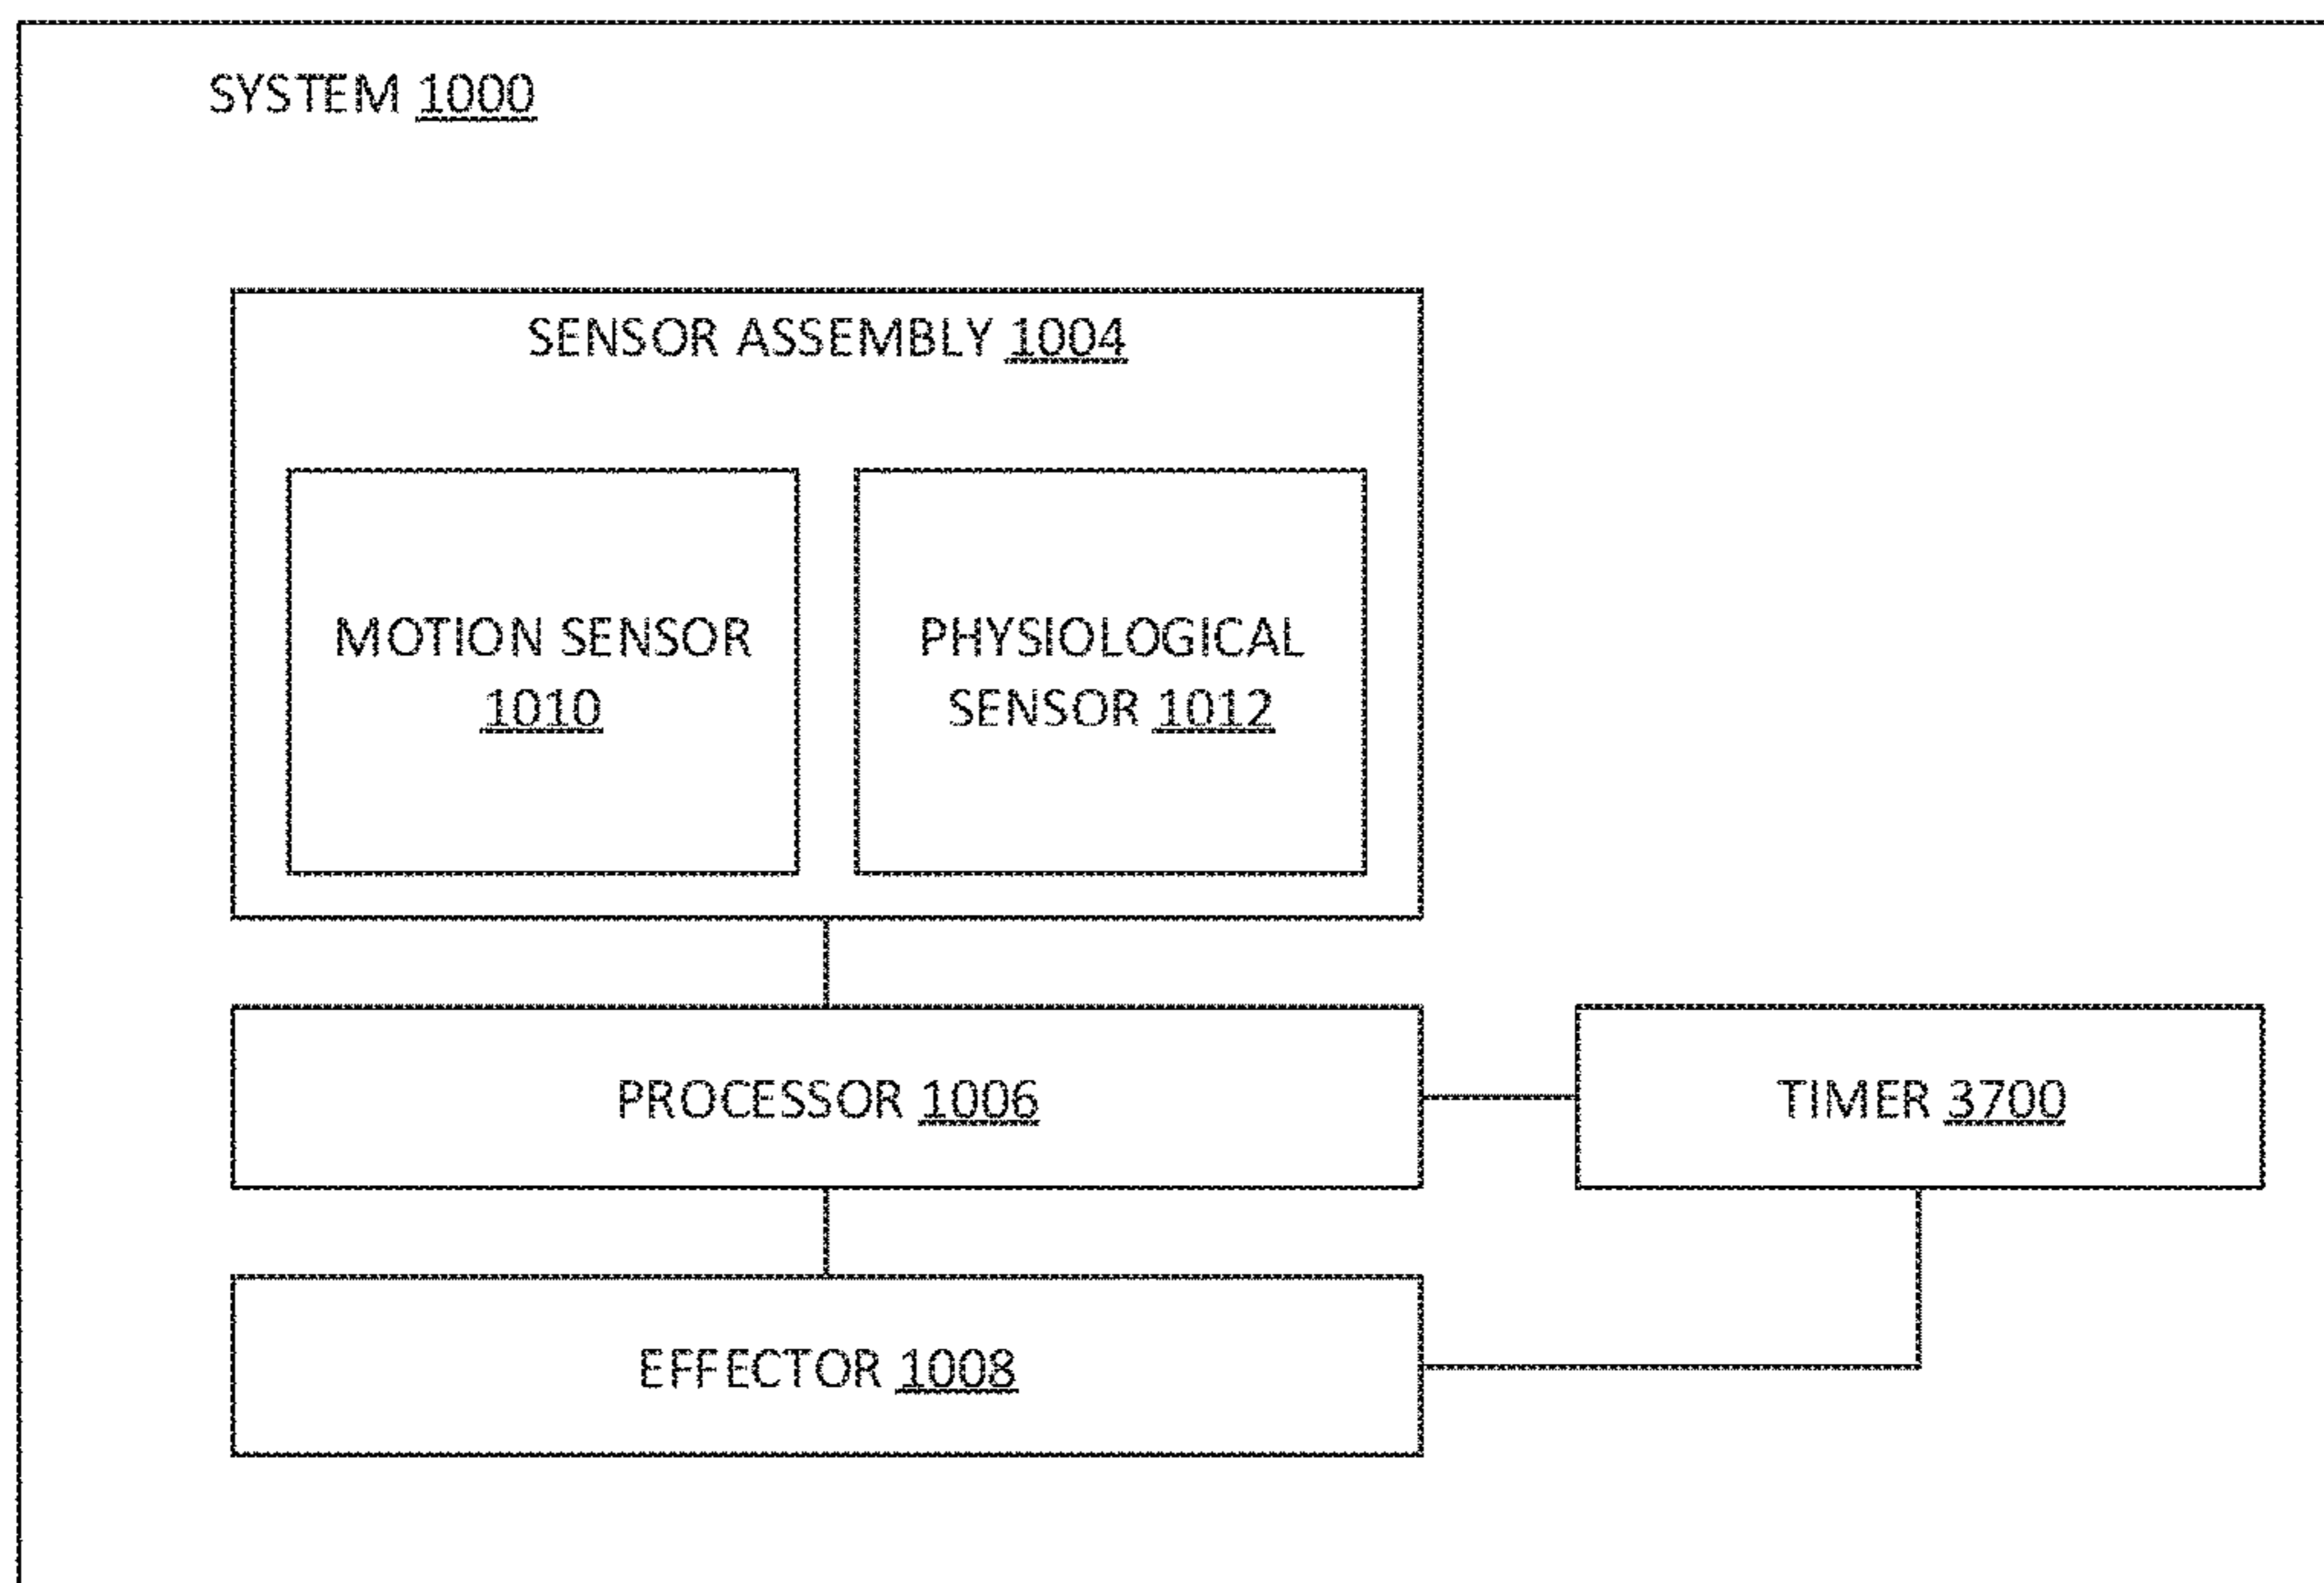 SYSTEM 1000
SENSOR ASSEMBLY 1004
MOTION SENSOR
1010
PHYSIOLOGICAL
SENSOR 1012
PROCESSOR 1006
TIMER 3700
EFFECTOR 1008